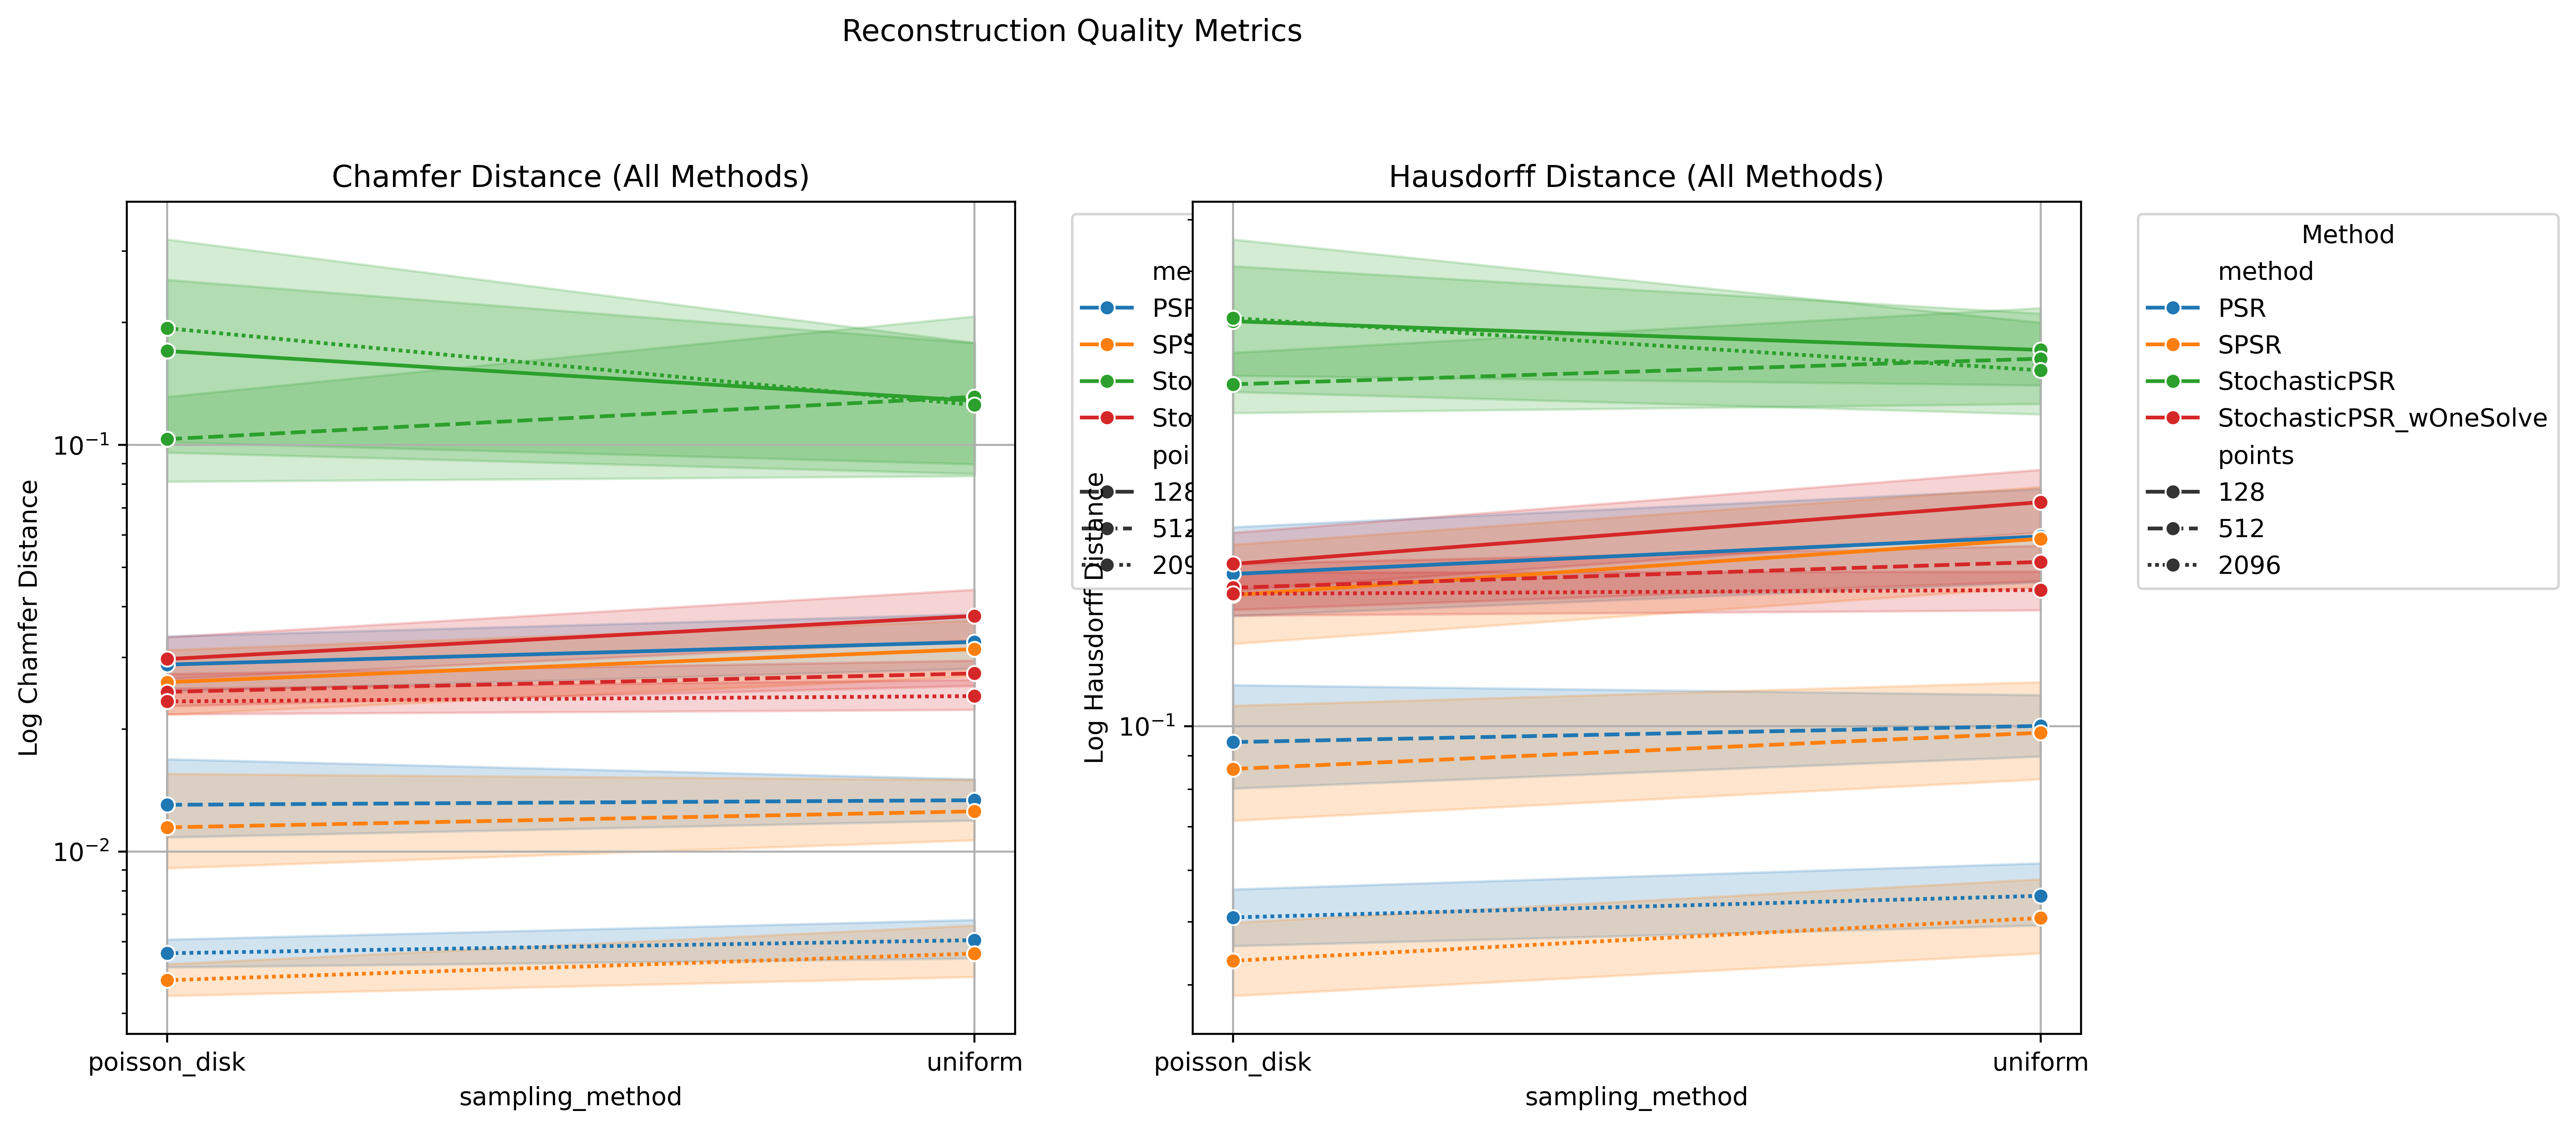 Reconstruction Quality Metrics
Chamfer Distance (All Methods)
Log Chamfer Distance
10⁻¹
10⁻²
poisson_disk
uniform
sampling_method
me
PSR
SPS
Sto
Sto
poi
128
512
209
Hausdorff Distance (All Methods)
Log Hausdorff Distance
10⁻¹
poisson_disk
uniform
sampling_method
Method
method
PSR
SPSR
StochasticPSR
StochasticPSR_wOneSolve
points
128
512
2096